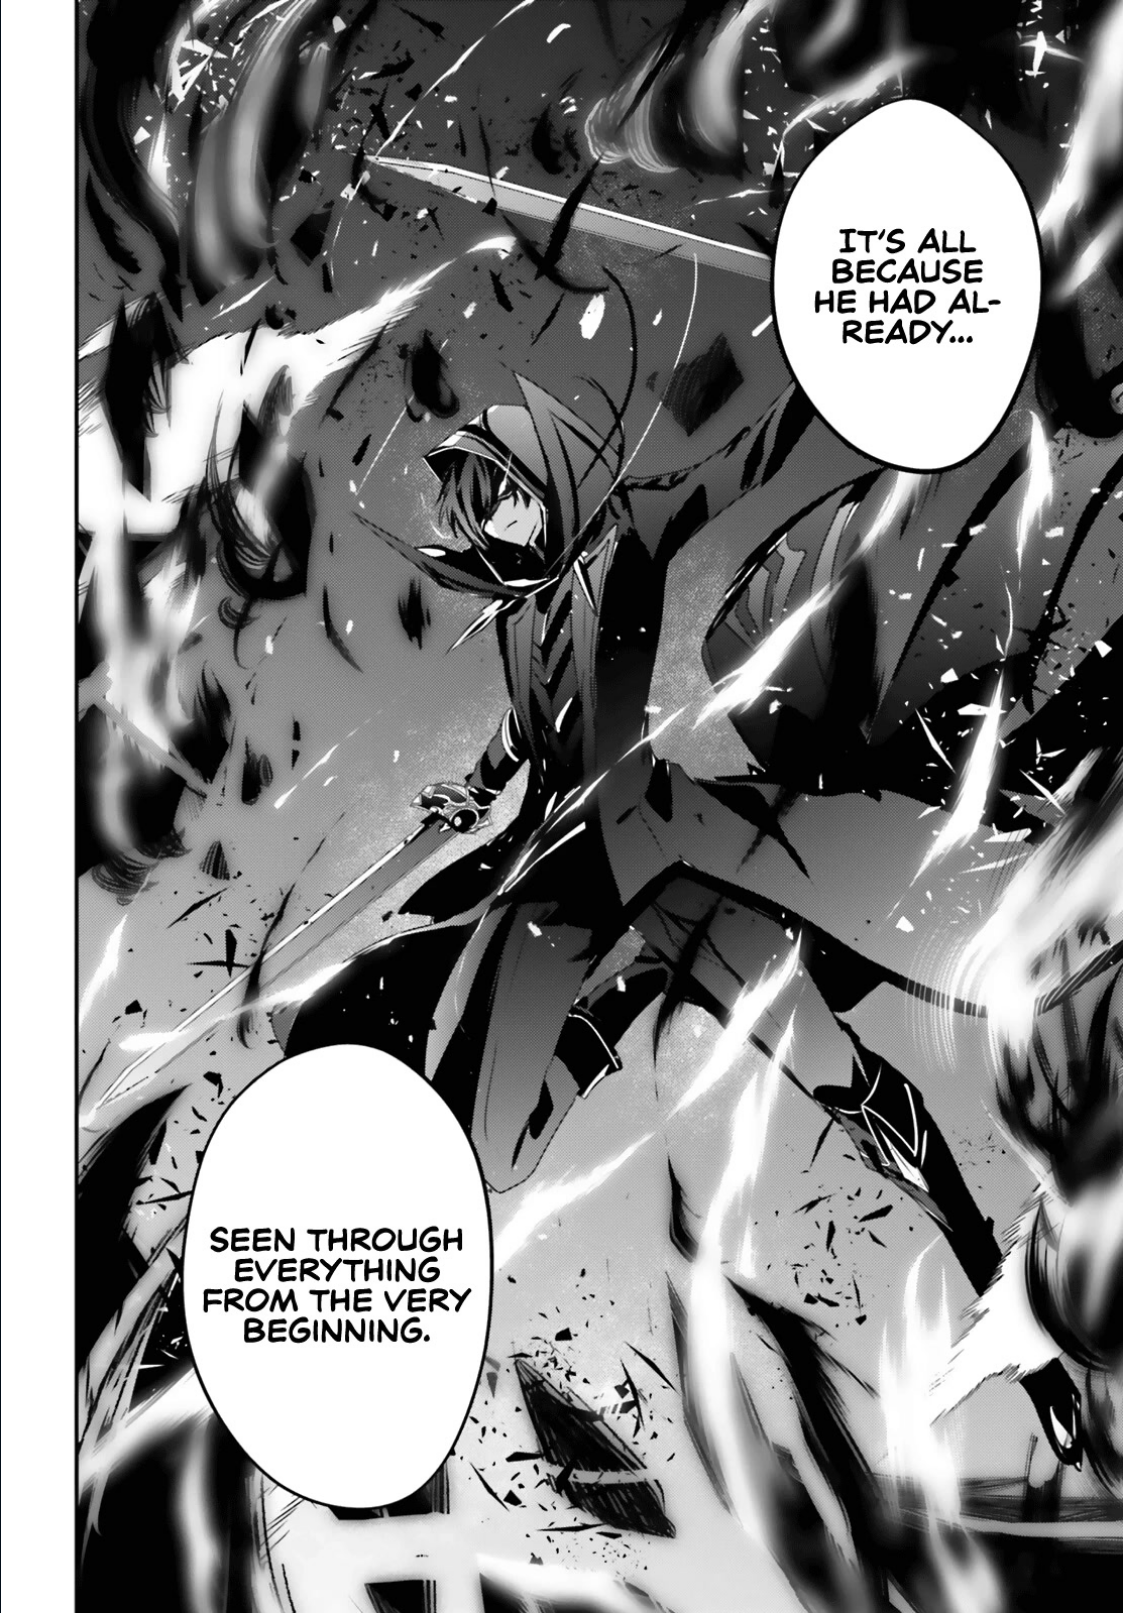 IT'S ALL
BECAUSE
HE HAD AL-
READY...
SEEN THROUGH
EVERYTHING
FROM THE VERY
BEGINNING.